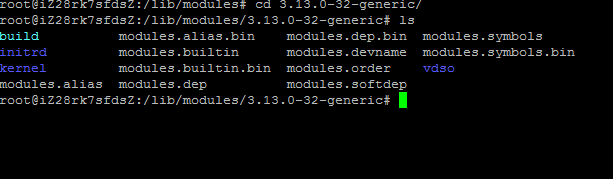 root@iZ28rk7sfdsZ:/lib/modules# cd 3.13.0-32-generic/
root@iZ28rk7sfdsZ:/lib/modules/3.13.0-32-generic# ls
build          modules.alias.bin    modules.dep.bin  modules.symbols
initrd         modules.builtin      modules.devname  modules.symbols.bin
kernel         modules.builtin.bin  modules.order    vdso
modules.alias  modules.dep          modules.softdep
root@iZ28rk7sfdsZ:/lib/modules/3.13.0-32-generic#